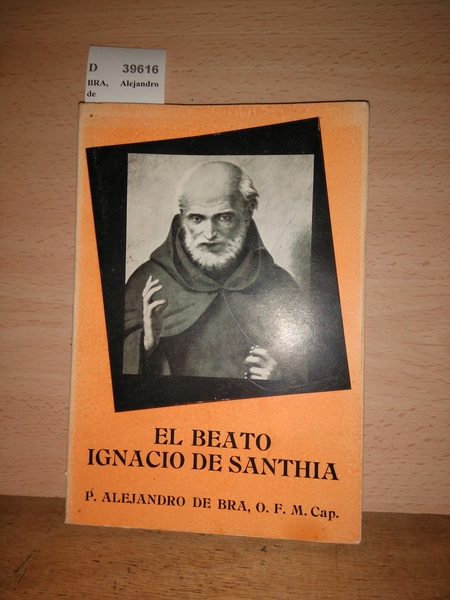 D 39616
BRA, Alejandro
de
EL BEATO
IGNACIO DE SANTHIA
P. ALEJANDRO DE BRA, O. F. M. Cap.